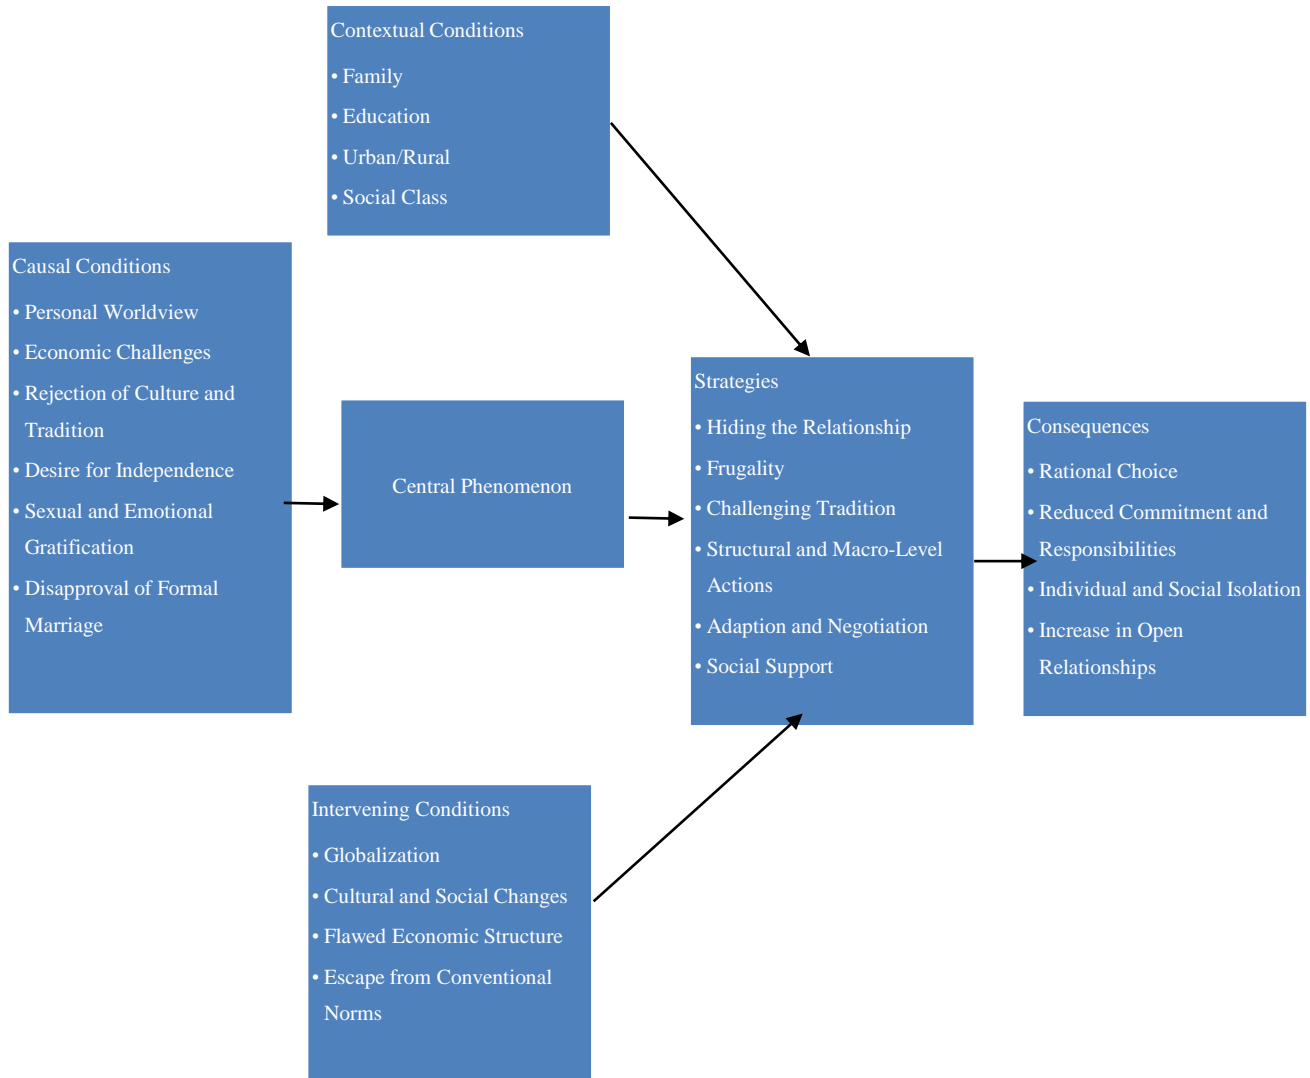 Contextual Conditions
• Family
• Education
• Urban/Rural
• Social Class
Causal Conditions
• Personal Worldview
• Economic Challenges
• Rejection of Culture and
Tradition
• Desire for Independence
• Sexual and Emotional
Gratification
• Disapproval of Formal
Marriage
Central Phenomenon
Strategies
• Hiding the Relationship
• Frugality
• Challenging Tradition
• Structural and Macro-Level
Actions
• Adaption and Negotiation
• Social Support
Consequences
• Rational Choice
• Reduced Commitment and
Responsibilities
• Individual and Social Isolation
• Increase in Open
Relationships
Intervening Conditions
• Globalization
• Cultural and Social Changes
• Flawed Economic Structure
• Escape from Conventional
Norms